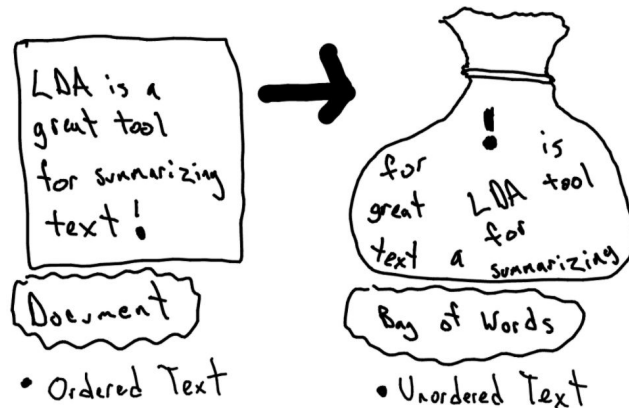 LDA is a
great tool
for summarizing
text!
Document
• Ordered Text
! is
for LDA tool
great for
text a summarizing
Bag of Words
• Unordered Text